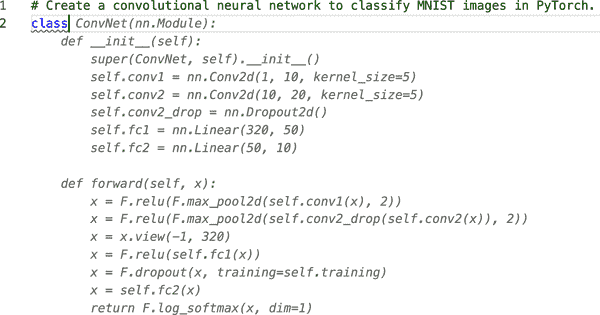 1 # Create a convolutional neural network to classify MNIST images in PyTorch.
2 class ConvNet(nn.Module):
    def __init__(self):
        super(ConvNet, self).__init__()
        self.conv1 = nn.Conv2d(1, 10, kernel_size=5)
        self.conv2 = nn.Conv2d(10, 20, kernel_size=5)
        self.conv2_drop = nn.Dropout2d()
        self.fc1 = nn.Linear(320, 50)
        self.fc2 = nn.Linear(50, 10)

    def forward(self, x):
        x = F.relu(F.max_pool2d(self.conv1(x), 2))
        x = F.relu(F.max_pool2d(self.conv2_drop(self.conv2(x)), 2))
        x = x.view(-1, 320)
        x = F.relu(self.fc1(x))
        x = F.dropout(x, training=self.training)
        x = self.fc2(x)
        return F.log_softmax(x, dim=1)